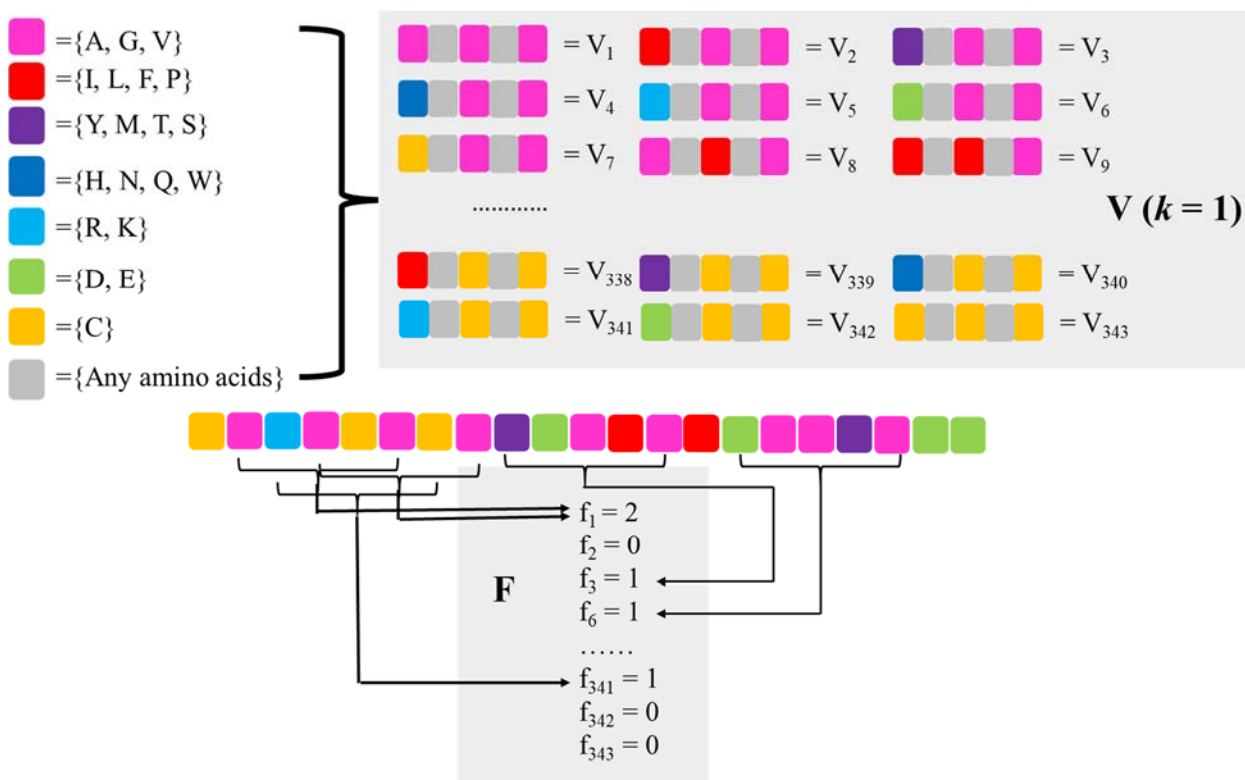 ={A, G, V}
={I, L, F, P}
={Y, M, T, S}
={H, N, Q, W}
={R, K}
={D, E}
={C}
={Any amino acids}
= V₁ = V₂ = V₃
= V₄ = V₅ = V₆
= V₇ = V₈ = V₉
............
V (k = 1)
= V₃₃₈ = V₃₃₉ = V₃₄₀
= V₃₄₁ = V₃₄₂ = V₃₄₃
F
f₁ = 2
f₂ = 0
f₃ = 1
f₆ = 1
......
f₃₄₁ = 1
f₃₄₂ = 0
f₃₄₃ = 0